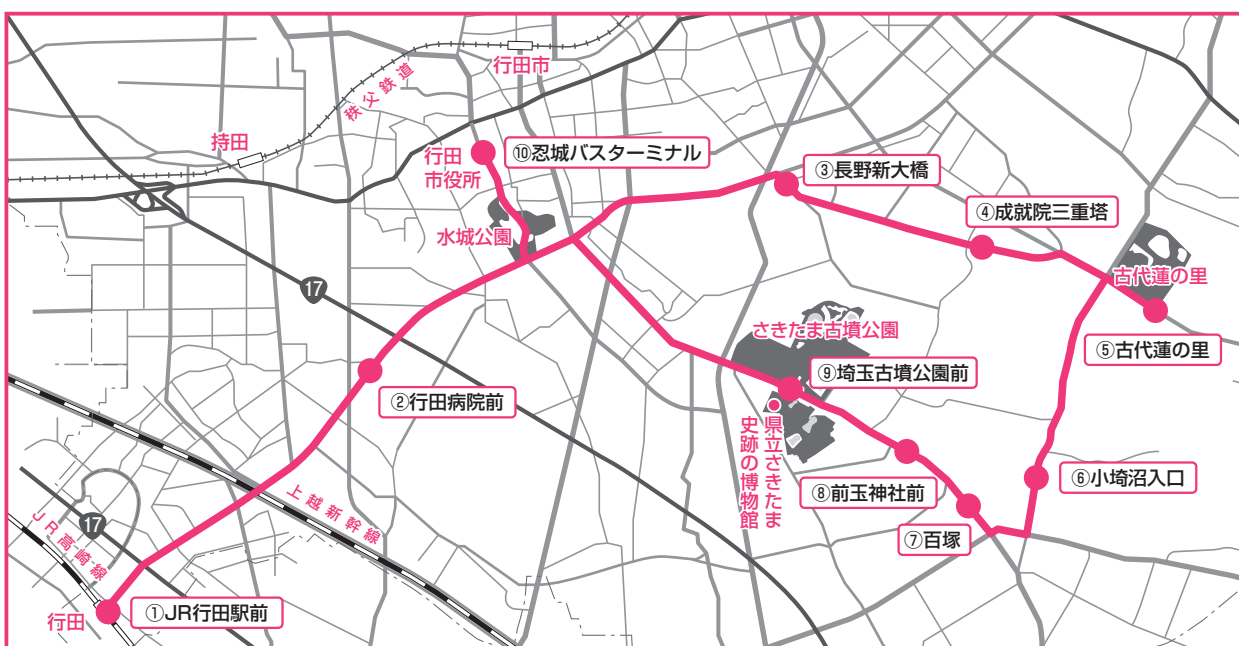 行田市
秩父鉄道
持田
行田
市役所
⑩忍城バスターミナル
③長野新大橋
④成就院三重塔
水城公園
古代蓮の里
17
さきたま古墳公園
⑤古代蓮の里
⑨埼玉古墳公園前
②行田病院前
県立さきたま
史跡の博物館
⑥小埼沼入口
⑧前玉神社前
上越新幹線
17
JR高崎線
⑦百塚
①JR行田駅前
行田